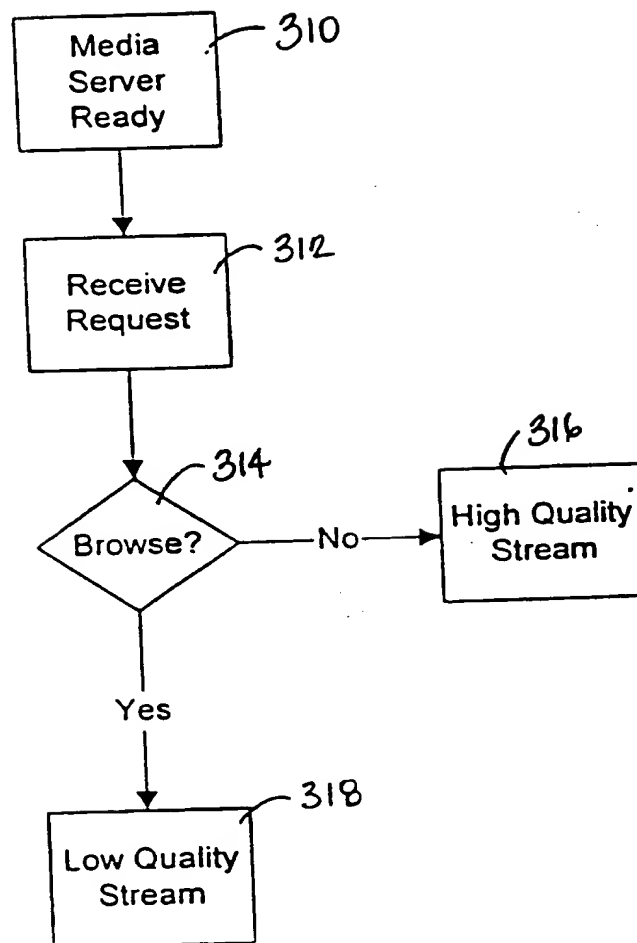 Media
Server
Ready
310
Receive
Request
312
Browse?
314
No
High Quality
Stream
316
Yes
Low Quality
Stream
318